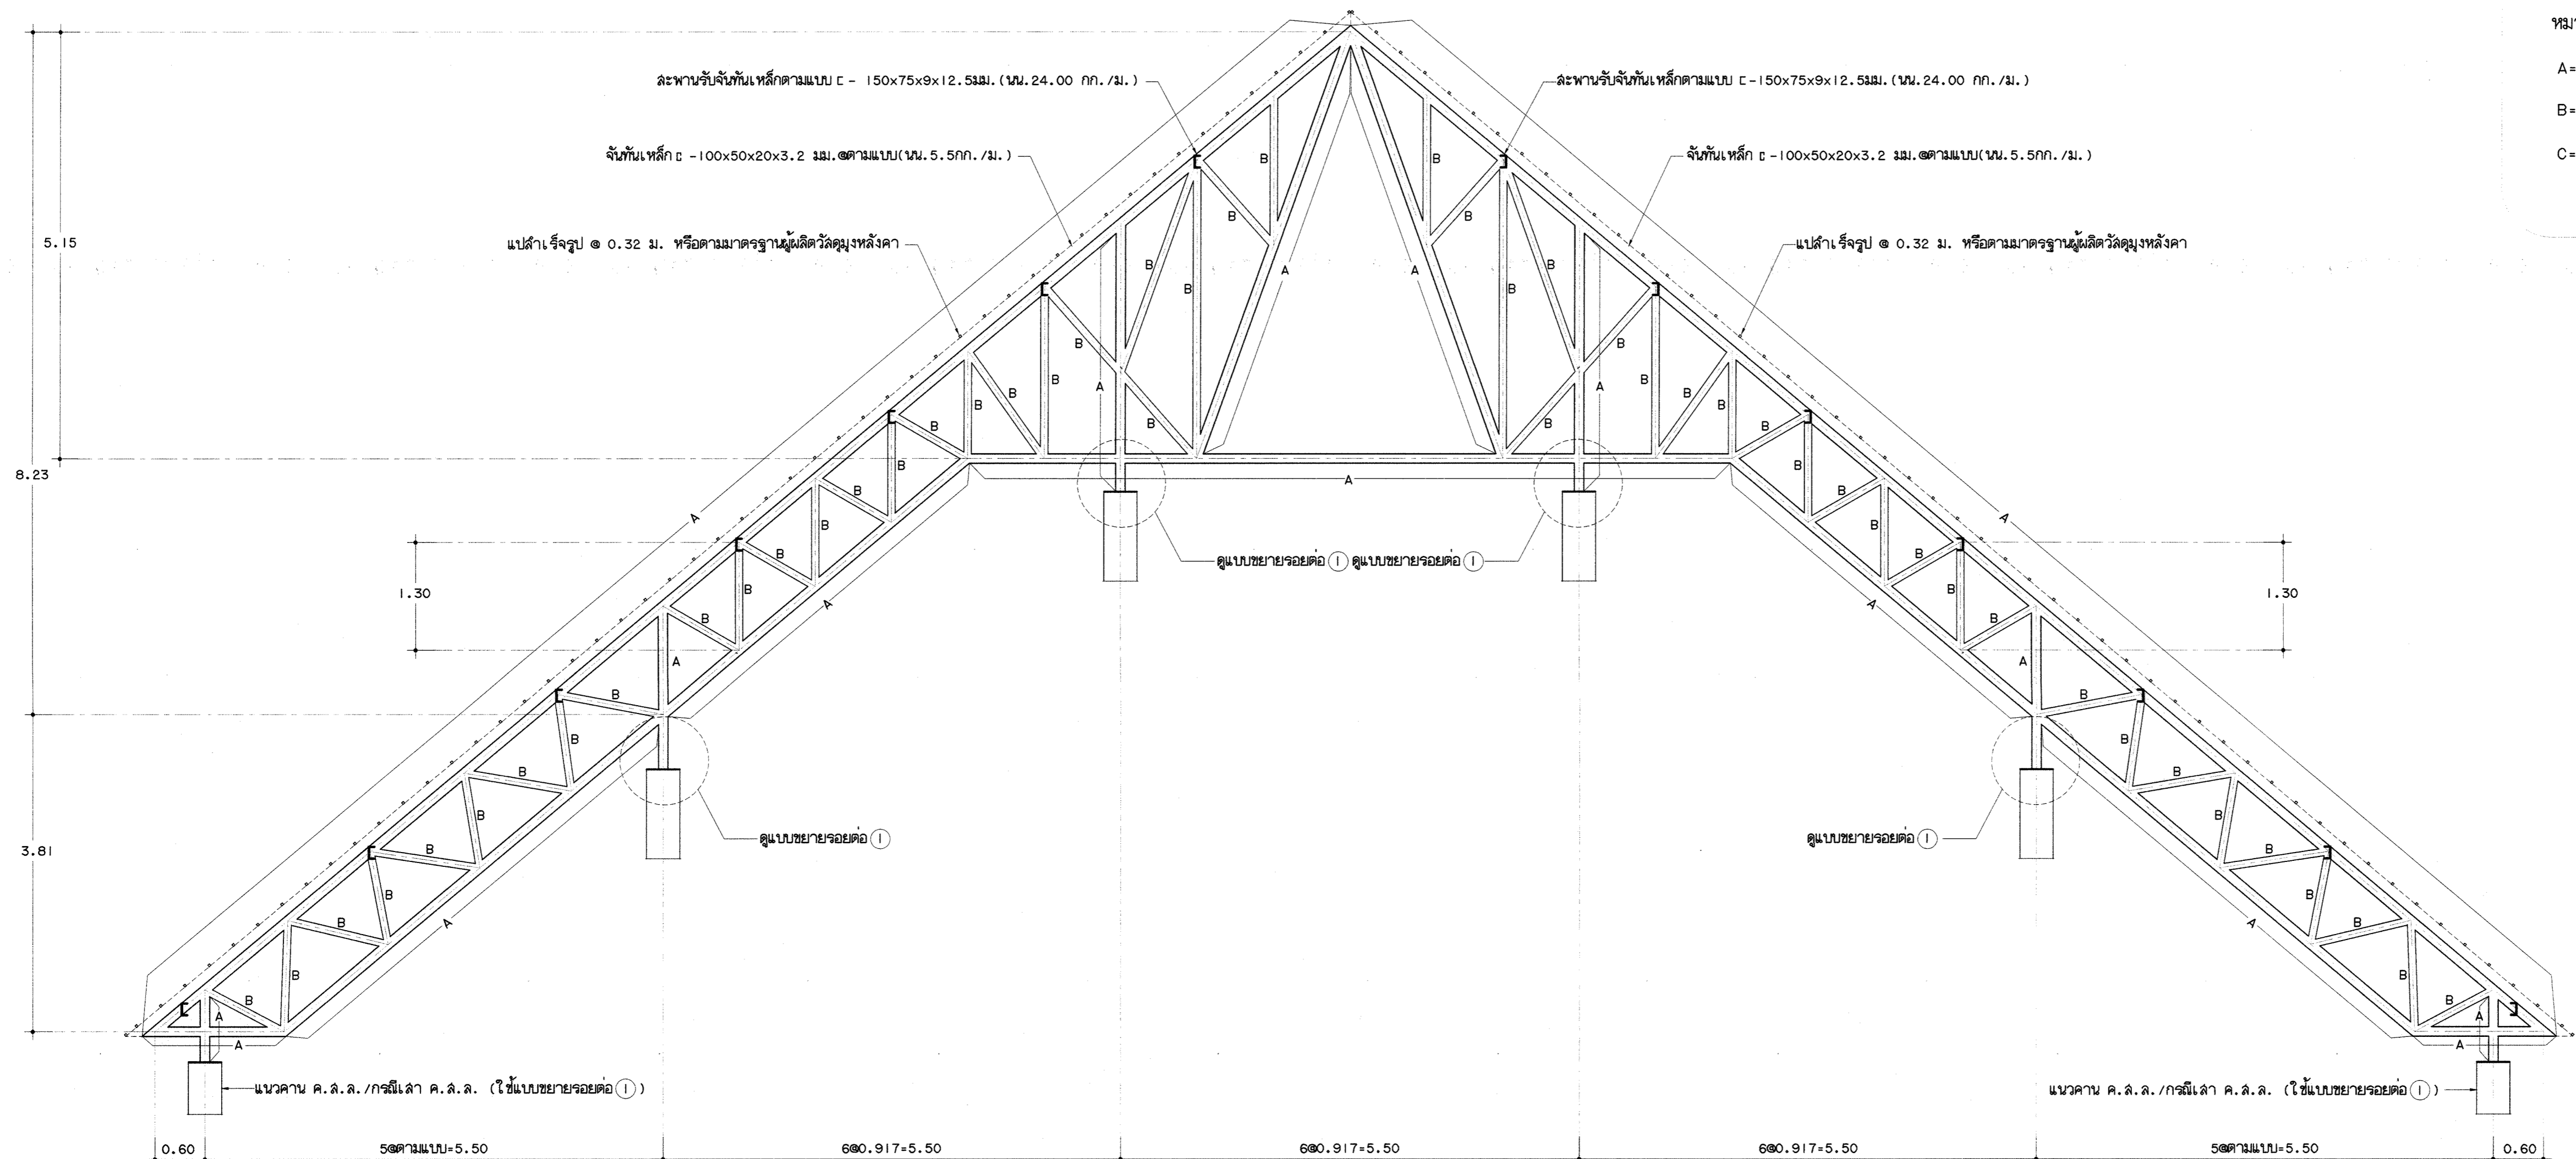 หมา
A=
B=
C=
สะพานรับจันทันเหล็กตามแบบ ⊏ - 150x75x9x12.5มม.(นน.24.00 กก./ม.)
สะพานรับจันทันเหล็กตามแบบ ⊏-150x75x9x12.5มม.(นน.24.00 กก./ม.)
จันทันเหล็ก ⊏ -100x50x20x3.2 มม.@ตามแบบ(นน.5.5กก./ม.)
จันทันเหล็ก ⊏ -100x50x20x3.2 มม.@ตามแบบ(นน.5.5กก./ม.)
แปสำเร็จรูป @ 0.32 ม. หรือตามมาตรฐานผู้ผลิตวัสดุมุงหลังคา
แปสำเร็จรูป @ 0.32 ม. หรือตามมาตรฐานผู้ผลิตวัสดุมุงหลังคา
5.15
8.23
1.30
1.30
3.81
ดูแบบขยายรอยต่อ 1
ดูแบบขยายรอยต่อ 1
ดูแบบขยายรอยต่อ 1
ดูแบบขยายรอยต่อ 1
แนวคาน ค.ส.ล./กรณีเสา ค.ส.ล. (ใช้แบบขยายรอยต่อ 1)
แนวคาน ค.ส.ล./กรณีเสา ค.ส.ล. (ใช้แบบขยายรอยต่อ 1)
0.60
5@ตามแบบ=5.50
6@0.917=5.50
6@0.917=5.50
6@0.917=5.50
5@ตามแบบ=5.50
0.60